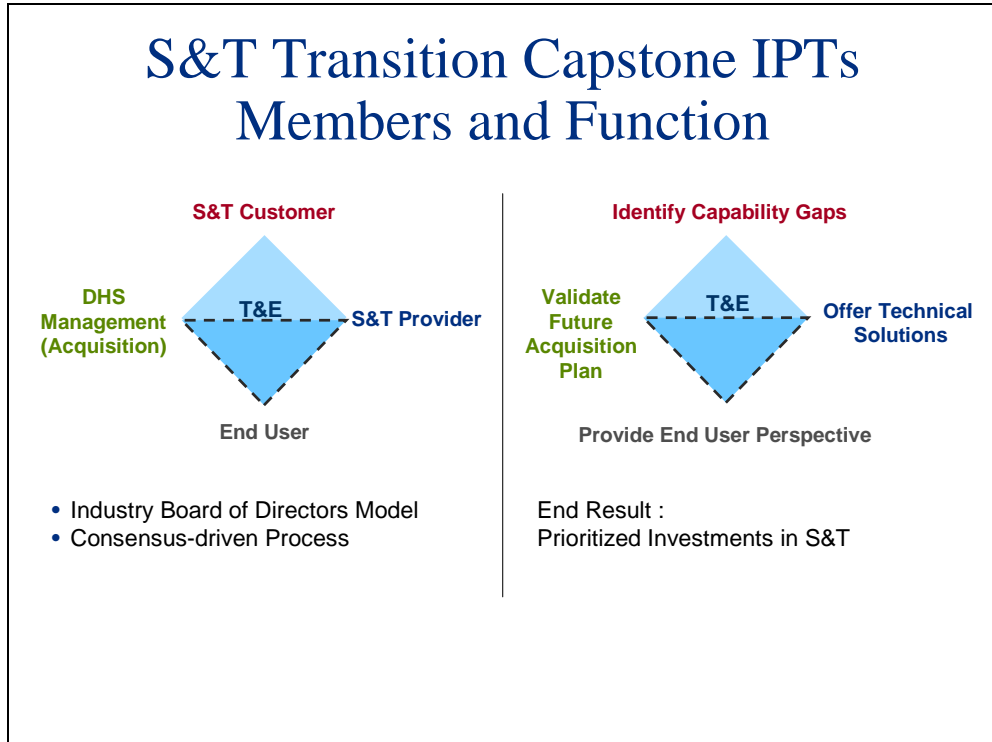 S&T Transition Capstone IPTs
Members and Function
S&T Customer
DHS
Management
(Acquisition)
T&E
S&T Provider
End User
• Industry Board of Directors Model
• Consensus-driven Process
Identify Capability Gaps
Validate
Future
Acquisition
Plan
T&E
Offer Technical
Solutions
Provide End User Perspective
End Result :
Prioritized Investments in S&T